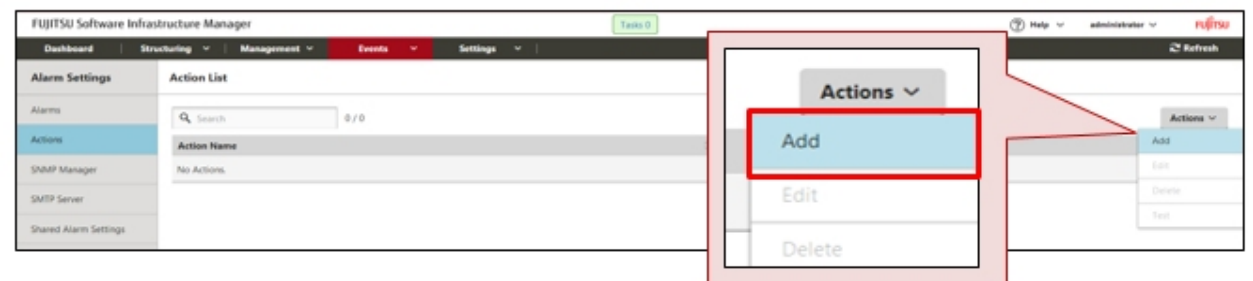 FUJITSU Software Infrastructure Manager
Tasks 0
Help
administrator
FUJITSU
Dashboard
Structuring
Management
Events
Settings
Refresh
Alarm Settings
Action List
Alarms
Search
0 / 0
Actions
Actions
Action Name
Add
SNMP Manager
No Actions.
Edit
SMTP Server
Delete
Test
Shared Alarm Settings
Actions
Add
Edit
Delete